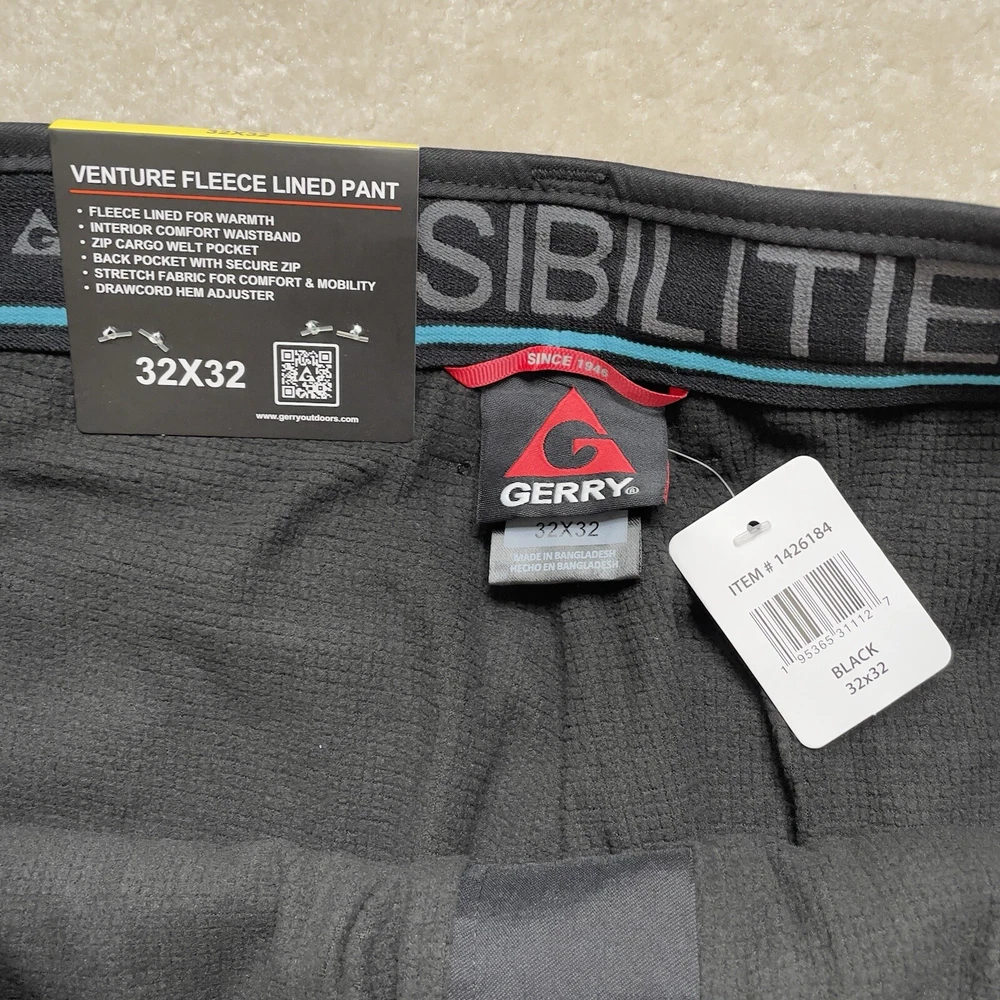 32X32
VENTURE FLEECE LINED PANT
• FLEECE LINED FOR WARMTH
• INTERIOR COMFORT WAISTBAND
• ZIP CARGO WELT POCKET
• BACK POCKET WITH SECURE ZIP
• STRETCH FABRIC FOR COMFORT & MOBILITY
• DRAWCORD HEM ADJUSTER
32X32
www.gerryoutdoors.com
SIBILITIE
SINCE 1946
G
GERRY®
32X32
MADE IN BANGLADESH
HECHO EN BANGLADESH
ITEM # 1426184
1 95365 31112 7
BLACK
32x32